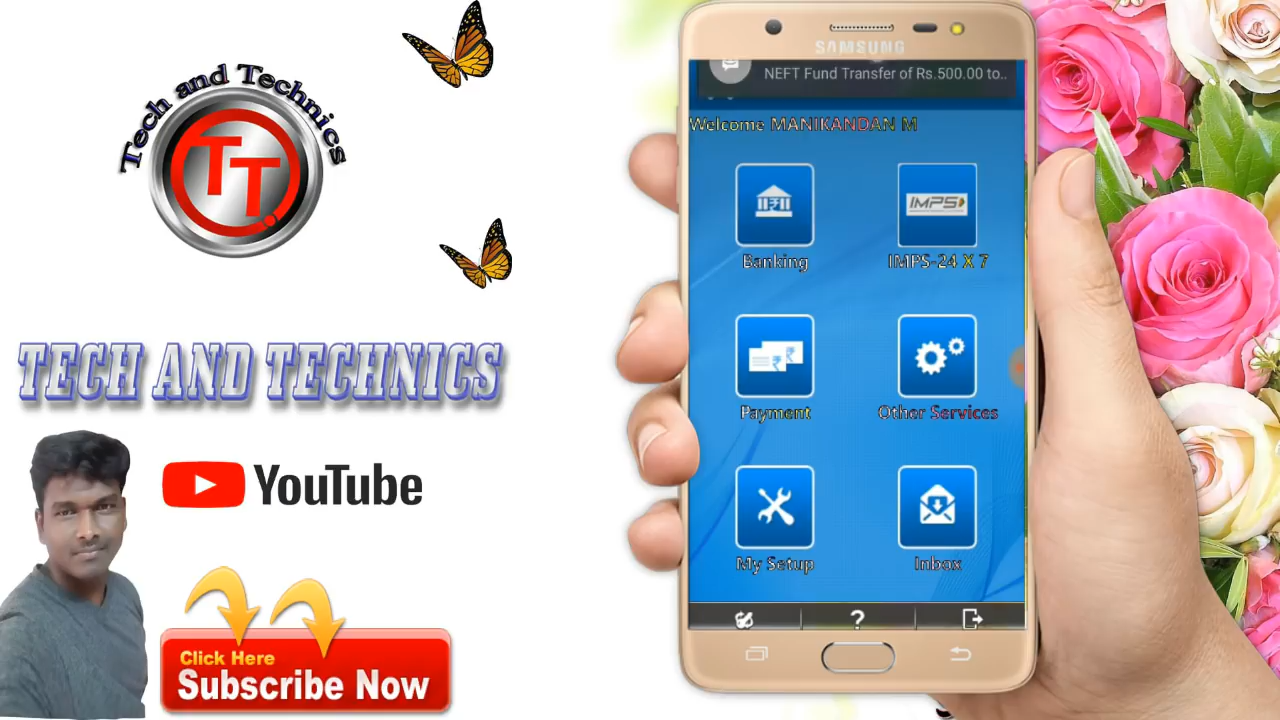 Tech and Technics
TT
TECH AND TECHNICS
YouTube
Click Here
Subscribe Now
SAMSUNG
NEFT Fund Transfer of Rs.500.00 to..
Welcome MANIKANDAN M
IMPS
Banking
IMPS-24 X 7
Payment
Other Services
My Setup
Inbox
?